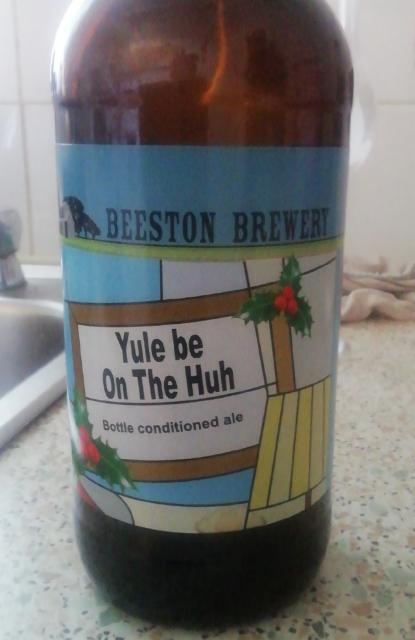 BEESTON BREWERY
Yule be
On The Huh
Bottle conditioned ale